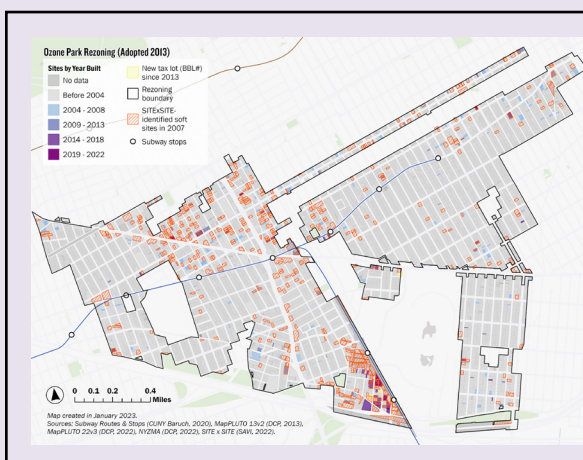 Ozone Park Rezoning (Adopted 2013)
Sites by Year Built
No data
Before 2004
2004 - 2008
2009 - 2013
2014 - 2018
2019 - 2022
New tax lot (BBL#)
since 2013
Rezoning
boundary
SITExSITE-
identified soft
sites in 2007
Subway stops
0 0.1 0.2 0.4
Miles
Map created in January 2023.
Sources: Subway Routes & Stops (CUNY Baruch, 2020), MapPLUTO 13v2 (DCP, 2013),
MapPLUTO 22v3 (DCP, 2022), NYZMA (DCP, 2022), SITE x SITE (SAVI, 2022).